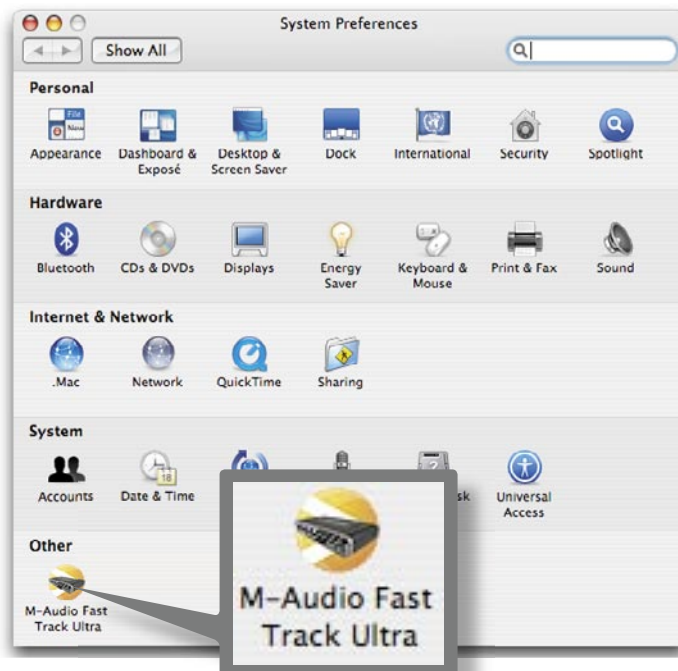 System Preferences
Show All
Personal
Appearance
Dashboard &
Exposé
Desktop &
Screen Saver
Dock
International
Security
Spotlight
Hardware
Bluetooth
CDs & DVDs
Displays
Energy
Saver
Keyboard &
Mouse
Print & Fax
Sound
Internet & Network
.Mac
Network
QuickTime
Sharing
System
Accounts
Date & Time
sk
Universal
Access
Other
M-Audio Fast
Track Ultra
M-Audio Fast
Track Ultra